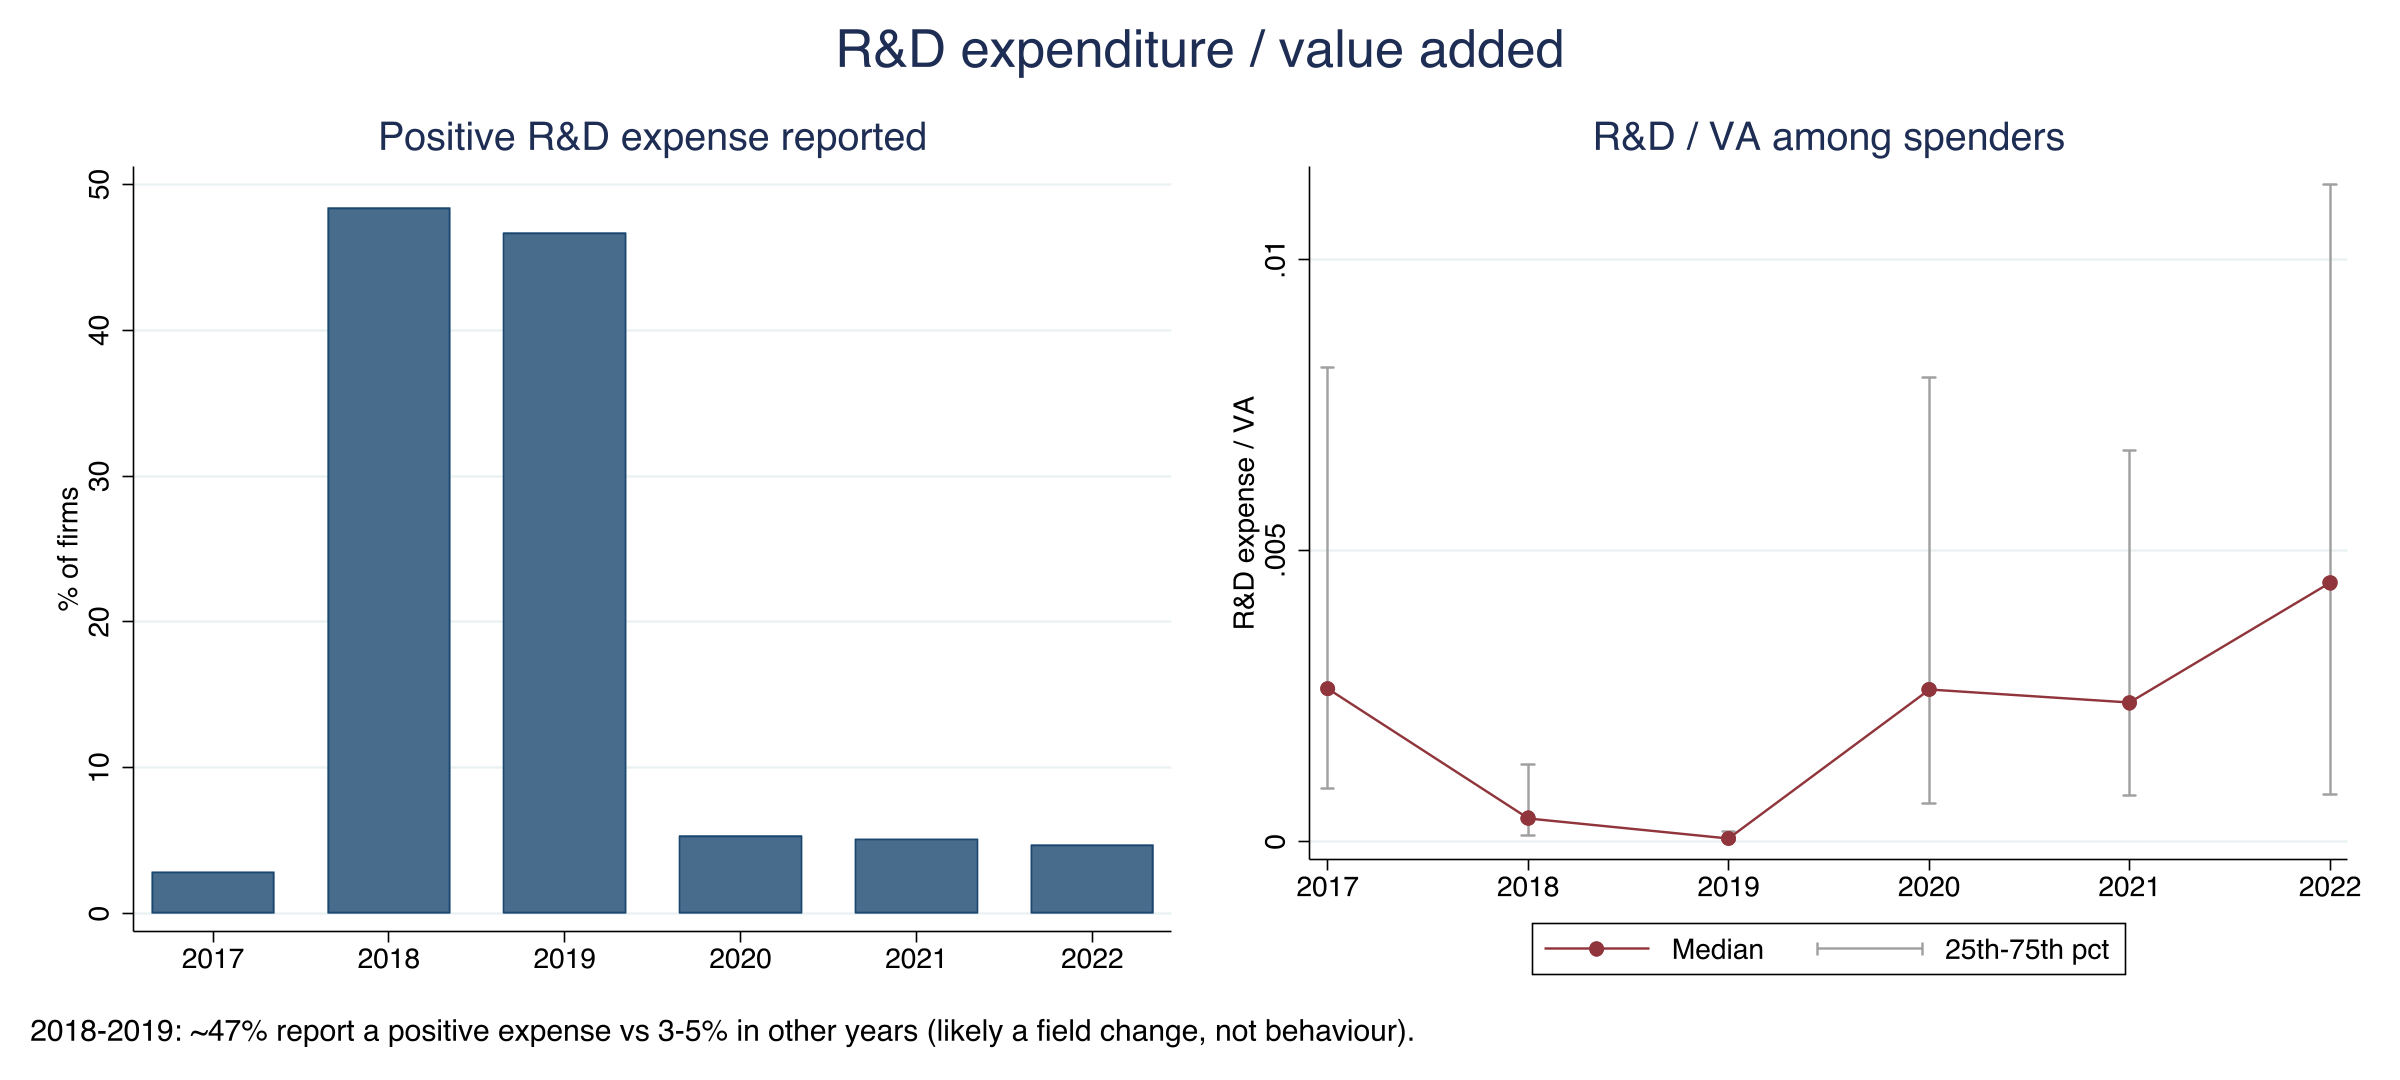 R&D expenditure / value added
Positive R&D expense reported
% of firms
50
40
30
20
10
0
2017 2018 2019 2020 2021 2022
R&D / VA among spenders
R&D expense / VA
.01
.005
0
2017 2018 2019 2020 2021 2022
Median 25th-75th pct
2018-2019: ~47% report a positive expense vs 3-5% in other years (likely a field change, not behaviour).